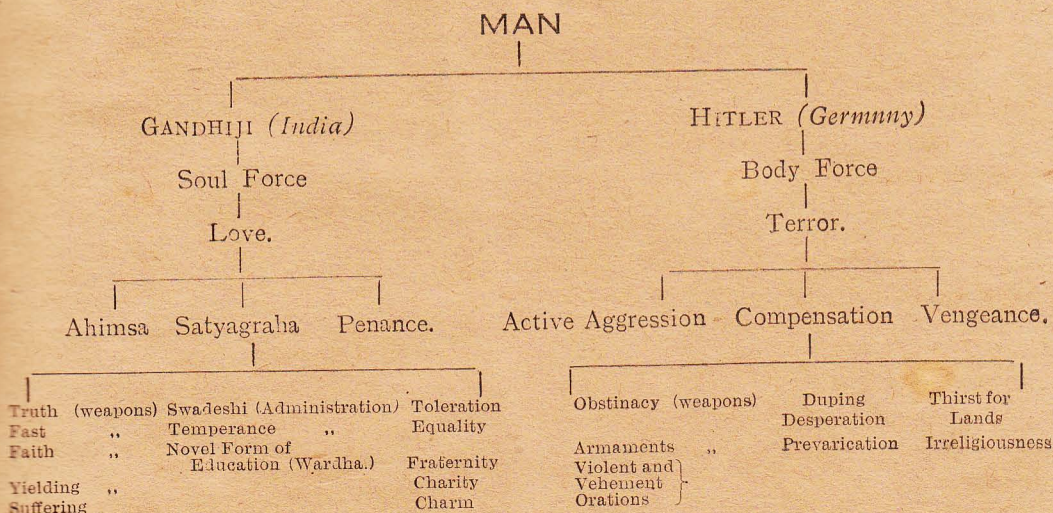 MAN
GANDHIJI (India)
HITLER (Germnny)
Soul Force
Body Force
Love.
Terror.
Ahimsa Satyagraha Penance.
Active Aggression Compensation Vengeance.
Truth (weapons) Swadeshi (Administration) Toleration
Fast ,, Temperance ,, Equality
Faith ,, Novel Form of
Education (Wardha.) Fraternity
Yielding ,, Charity
Suffering Charm
Obstinacy (weapons) Duping Thirst for
Desperation Lands
Armaments ,, Prevarication Irreligiousness
Violent and
Vehement
Orations